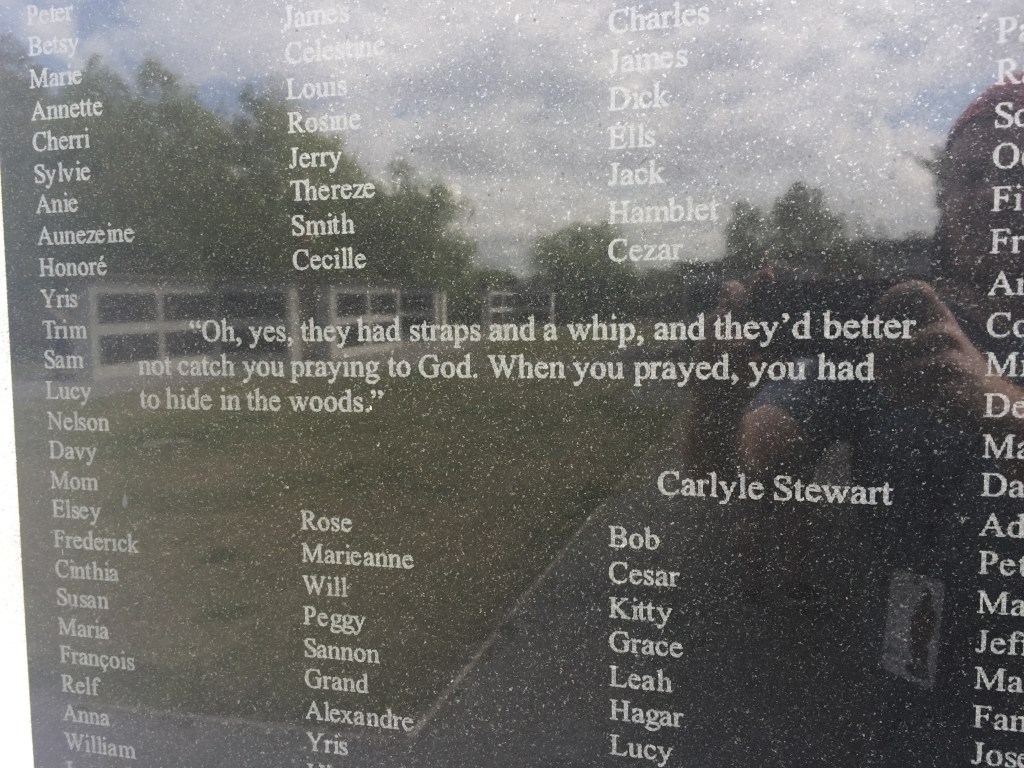 Peter
Betsy
Marie
Annette
Cherri
Sylvie
Anie
Aunezeine
Honoré
Yris
Trim
Sam
Lucy
Nelson
Davy
Mom
Elsey
Frederick
Cinthia
Susan
Maria
François
Relf
Anna
William
James
Celestine
Louis
Rosine
Jerry
Thereze
Smith
Cecille
Charles
James
Dick
Ells
Jack
Hamblet
Cezar
“Oh, yes, they had straps and a whip, and they’d better
not catch you praying to God. When you prayed, you had
to hide in the woods.”
Carlyle Stewart
Rose
Marieanne
Will
Peggy
Sannon
Grand
Alexandre
Yris
Bob
Cesar
Kitty
Grace
Leah
Hagar
Lucy